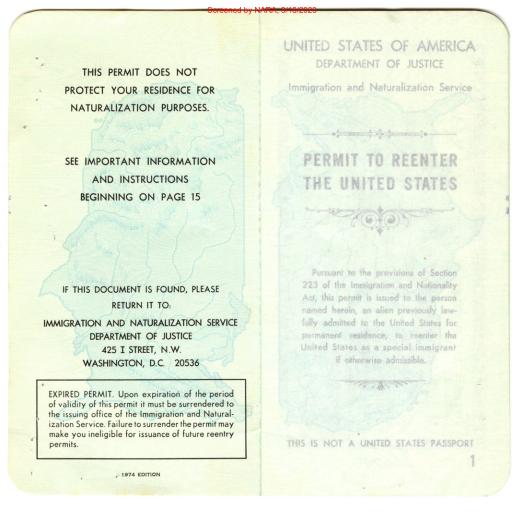 Screened by NARA, 8/18/2023
THIS PERMIT DOES NOT
PROTECT YOUR RESIDENCE FOR
NATURALIZATION PURPOSES.
SEE IMPORTANT INFORMATION
AND INSTRUCTIONS
BEGINNING ON PAGE 15
IF THIS DOCUMENT IS FOUND, PLEASE
RETURN IT TO:
IMMIGRATION AND NATURALIZATION SERVICE
DEPARTMENT OF JUSTICE
425 I STREET, N.W.
WASHINGTON, D.C. 20536
EXPIRED PERMIT. Upon expiration of the period
of validity of this permit it must be surrendered to
the issuing office of the Immigration and Natural-
ization Service. Failure to surrender the permit may
make you ineligible for issuance of future reentry
permits.
1974 EDITION
UNITED STATES OF AMERICA
DEPARTMENT OF JUSTICE
Immigration and Naturalization Service
PERMIT TO REENTER
THE UNITED STATES
Pursuant to the provisions of Section
223 of the Immigration and Nationality
Act, this permit is issued to the person
named herein, an alien previously law-
fully admitted to the United States for
permanent residence, to reenter the
United States as a special immigrant
if otherwise admissible.
THIS IS NOT A UNITED STATES PASSPORT
1